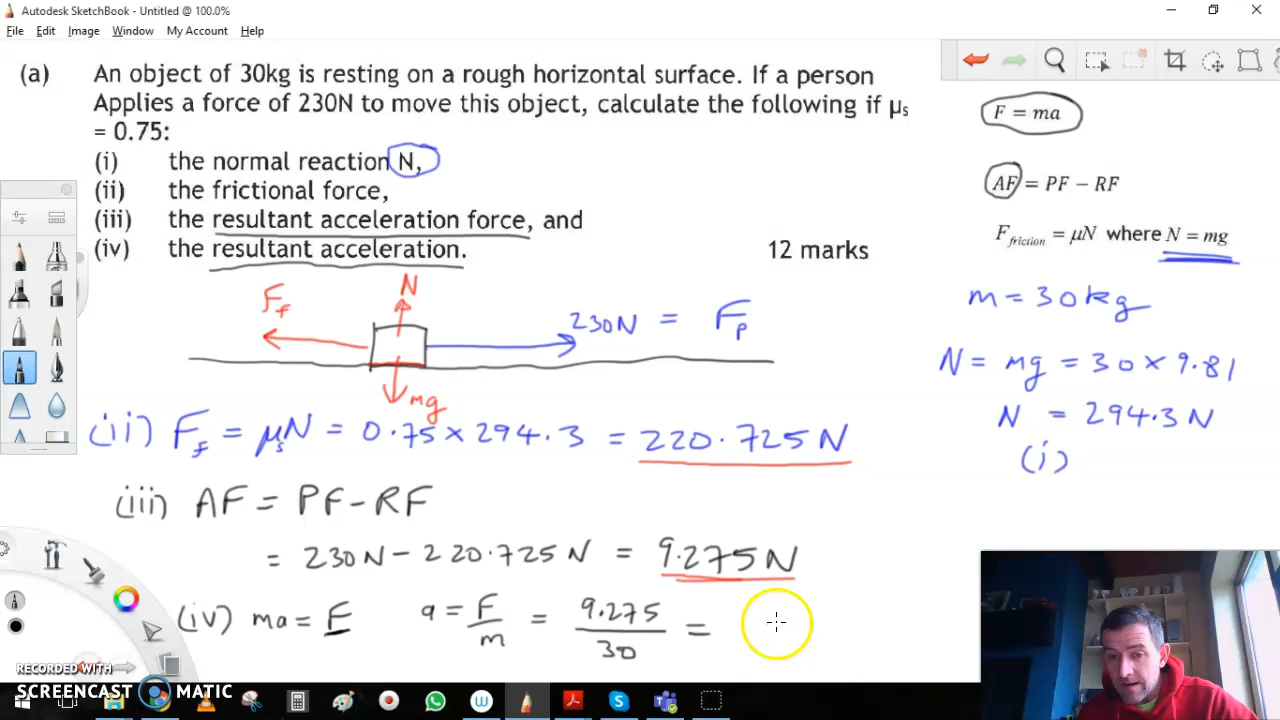 Autodesk SketchBook - Untitled @ 100.0%
File Edit Image Window My Account Help
(a) An object of 30kg is resting on a rough horizontal surface. If a person
Applies a force of 230N to move this object, calculate the following if μs
= 0.75:
(i) the normal reaction N,
(ii) the frictional force,
(iii) the resultant acceleration force, and
(iv) the resultant acceleration.
12 marks
F = ma
AF = PF − RF
F friction = μN where N = mg
m = 30kg
N = mg = 30 × 9.81
N = 294.3 N
(i)
Ff
N
230N = Fp
mg
(ii) Ff = μsN = 0.75 × 294.3 = 220.725 N
(iii) AF = PF − RF
= 230N − 220.725 N = 9.275 N
(iv) ma = F a = F/m = 9.275/30 =
RECORDED WITH
SCREENCAST MATIC